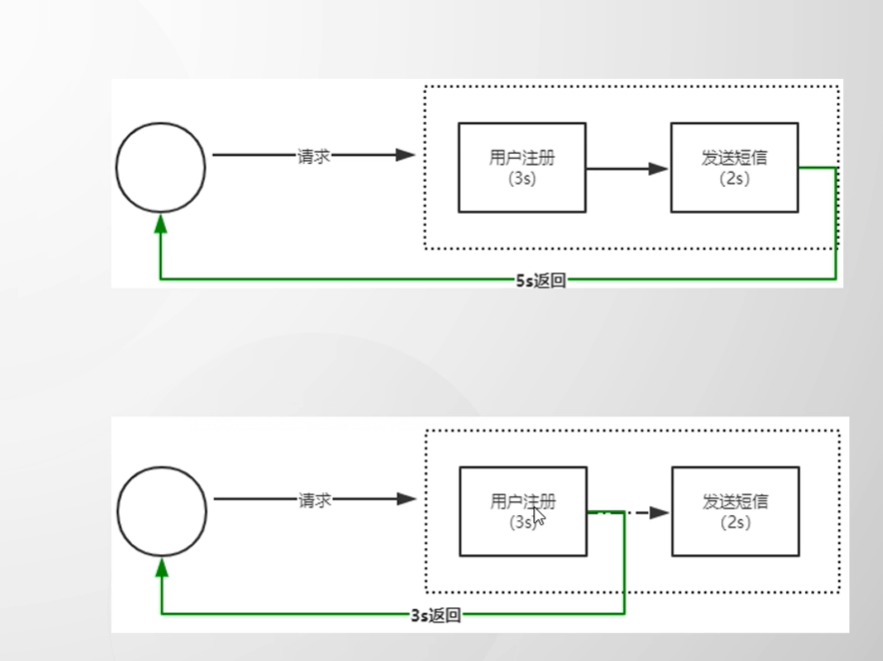 请求
用户注册
(3s)
发送短信
(2s)
5s返回
请求
用户注册
(3s)
发送短信
(2s)
3s返回